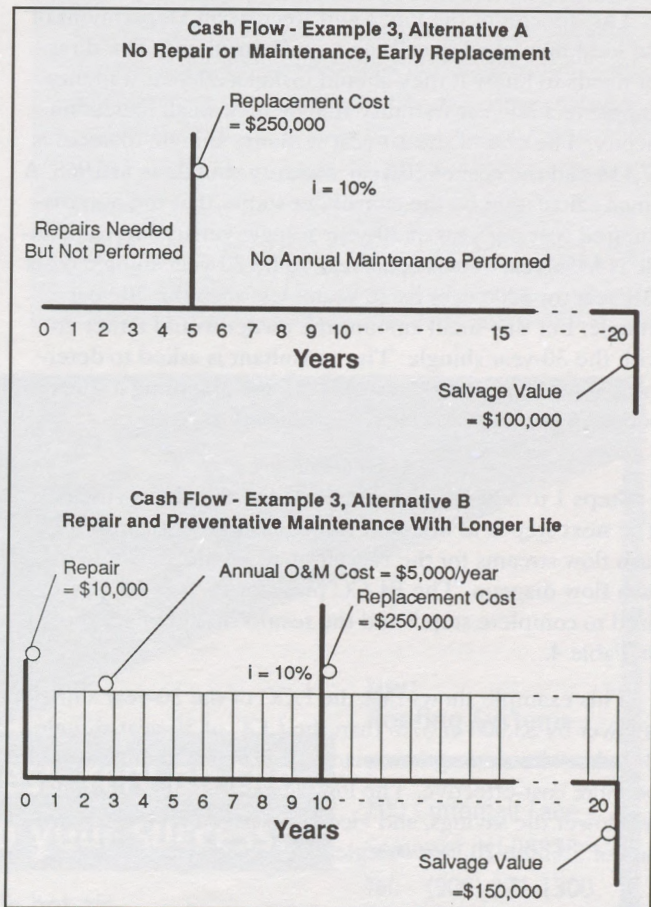 Cash Flow - Example 3, Alternative A
No Repair or Maintenance, Early Replacement
Replacement Cost
= $250,000
i = 10%
Repairs Needed
But Not Performed
No Annual Maintenance Performed
0 1 2 3 4 5 6 7 8 9 10 15 20
Years
Salvage Value
= $100,000
Cash Flow - Example 3, Alternative B
Repair and Preventative Maintenance With Longer Life
Repair
= $10,000
Annual O&M Cost = $5,000/year
Replacement Cost
= $250,000
i = 10%
0 1 2 3 4 5 6 7 8 9 10 15 20
Years
Salvage Value
=$150,000